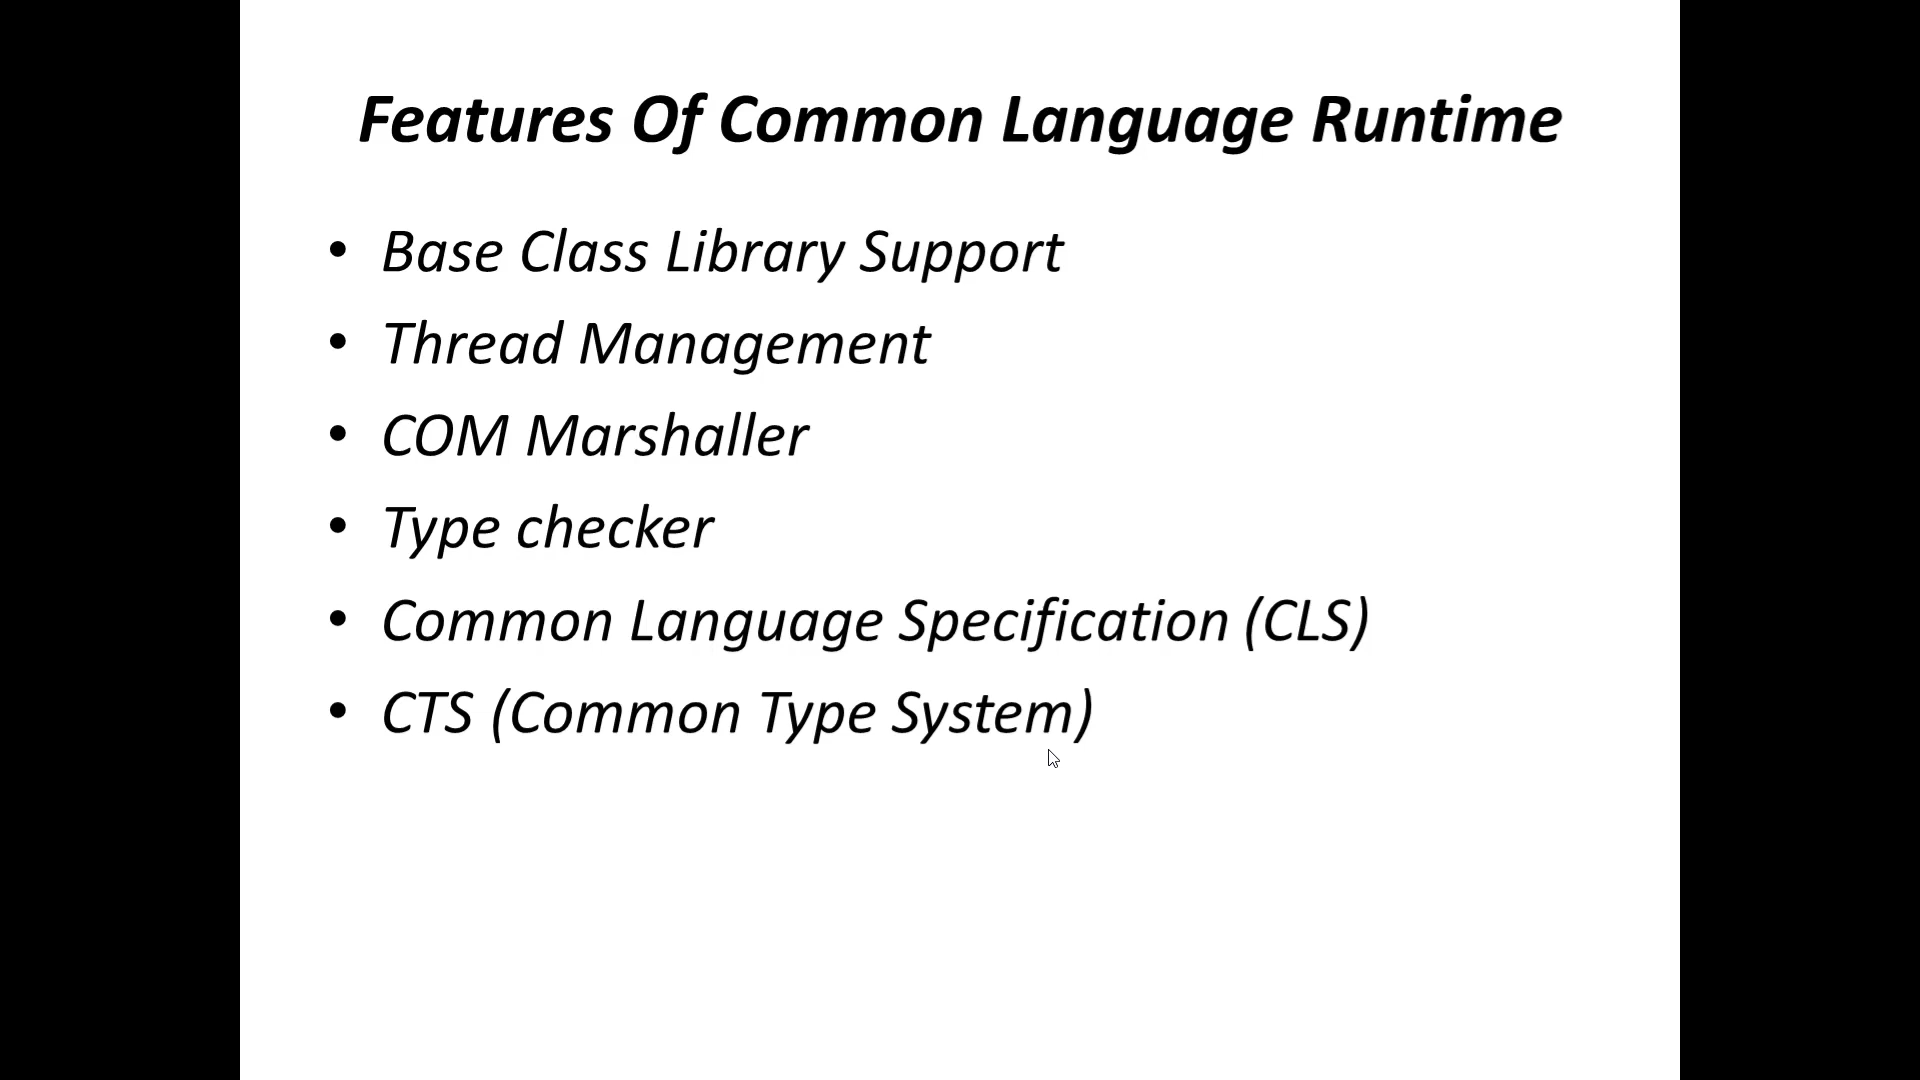 Features Of Common Language Runtime
• Base Class Library Support
• Thread Management
• COM Marshaller
• Type checker
• Common Language Specification (CLS)
• CTS (Common Type System)